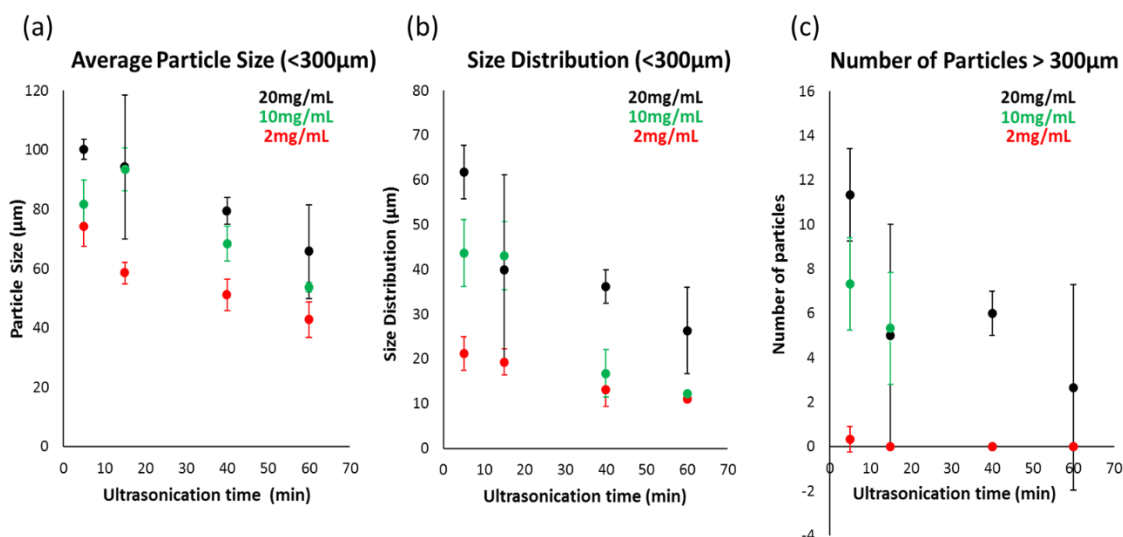 (a)
Average Particle Size (<300µm)
20mg/mL
10mg/mL
2mg/mL
120
100
80
60
40
20
0
0 10 20 30 40 50 60 70
Particle Size (µm)
Ultrasonication time (min)
(b)
Size Distribution (<300µm)
20mg/mL
10mg/mL
2mg/mL
80
70
60
50
40
30
20
10
0
0 10 20 30 40 50 60 70
Size Distribution (µm)
Ultrasonication time (min)
(c)
Number of Particles > 300µm
20mg/mL
10mg/mL
2mg/mL
16
14
12
10
8
6
4
2
0
-2
-4
0 10 20 30 40 50 60 70
Number of particles
Ultrasonication time (min)